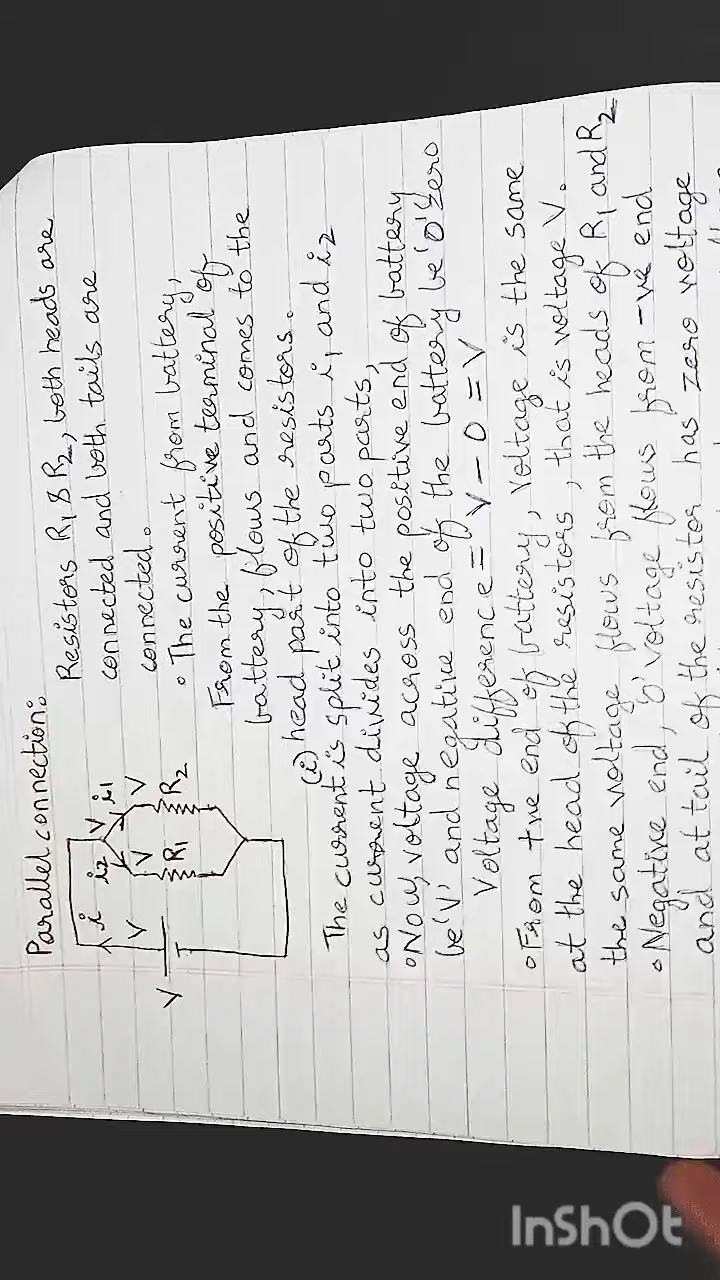 Parallel connection:
i i2 V i1
V V V
R1 R2
V
Resistors R1 & R2, both heads are
connected and both tails are
connected.
• The current from battery,
From the positive terminal of
battery, flows and comes to the
(i) head part of the resistors.
The current is split into two parts i1 and i2
as current divides into two parts,
• Now, voltage across the positive end of battery
be 'V' and negative end of the battery be '0' zero
Voltage difference = V - 0 = V
• From the end of battery, voltage is the same
at the head of the resistors, that is voltage V.
the same voltage flows from the heads of R1 and R2
• Negative end, '0' voltage flows from -ve end
and at tail of the resistor has zero voltage
InShOt